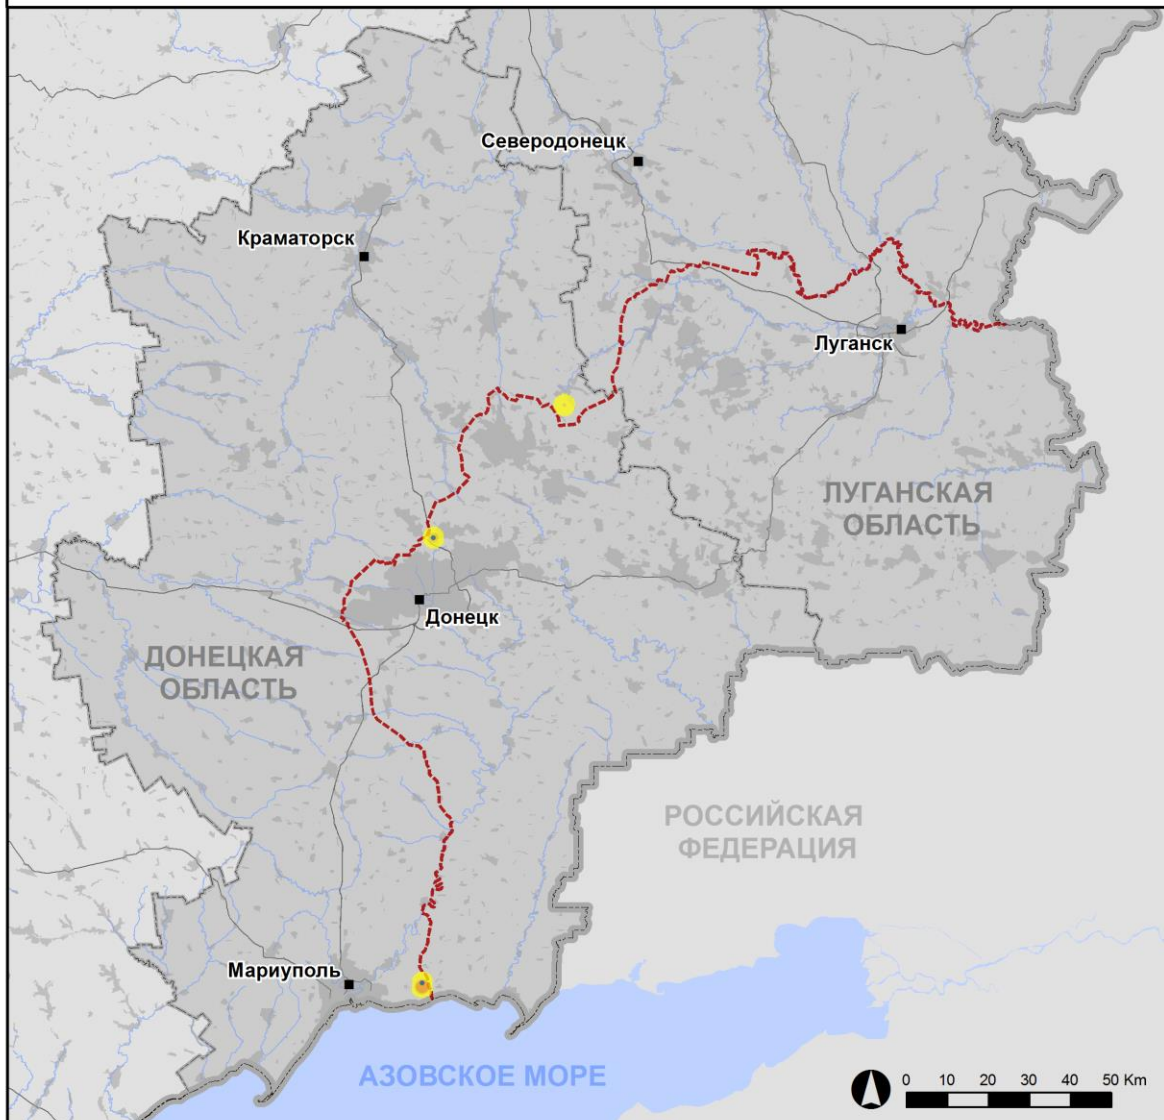 Северодонецк
Краматорск
Луганск
ЛУГАНСКАЯ
ОБЛАСТЬ
Донецк
ДОНЕЦКАЯ
ОБЛАСТЬ
РОССИЙСКАЯ
ФЕДЕРАЦИЯ
Мариуполь
АЗОВСКОЕ МОРЕ
0 10 20 30 40 50 Km